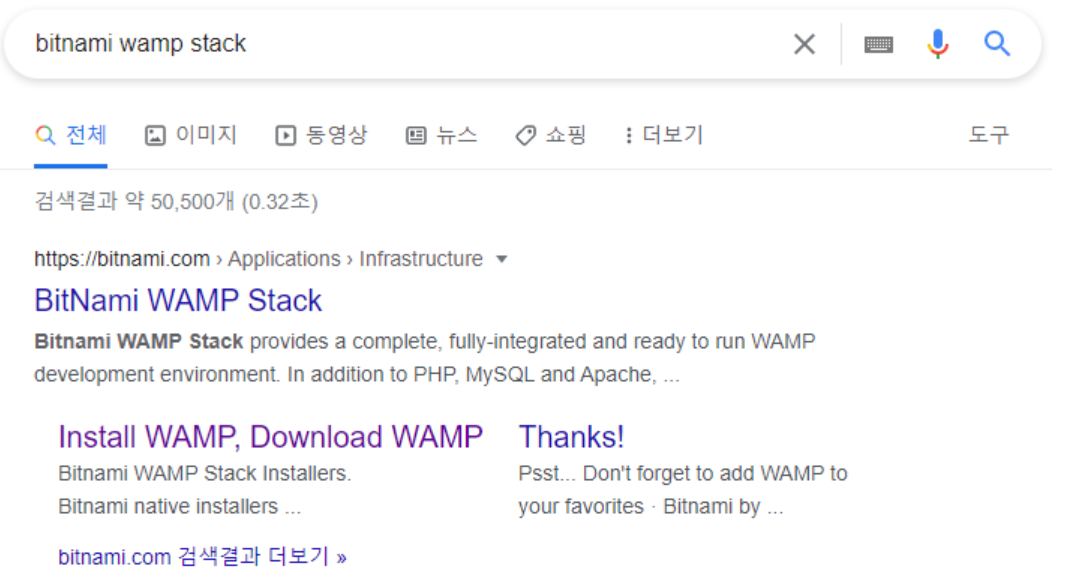 bitnami wamp stack
전체 이미지 동영상 뉴스 쇼핑 더보기 도구
검색결과 약 50,500개 (0.32초)
https://bitnami.com › Applications › Infrastructure
BitNami WAMP Stack
Bitnami WAMP Stack provides a complete, fully-integrated and ready to run WAMP
development environment. In addition to PHP, MySQL and Apache, ...
Install WAMP, Download WAMP
Bitnami WAMP Stack Installers.
Bitnami native installers ...
Thanks!
Psst... Don't forget to add WAMP to
your favorites · Bitnami by ...
bitnami.com 검색결과 더보기 »